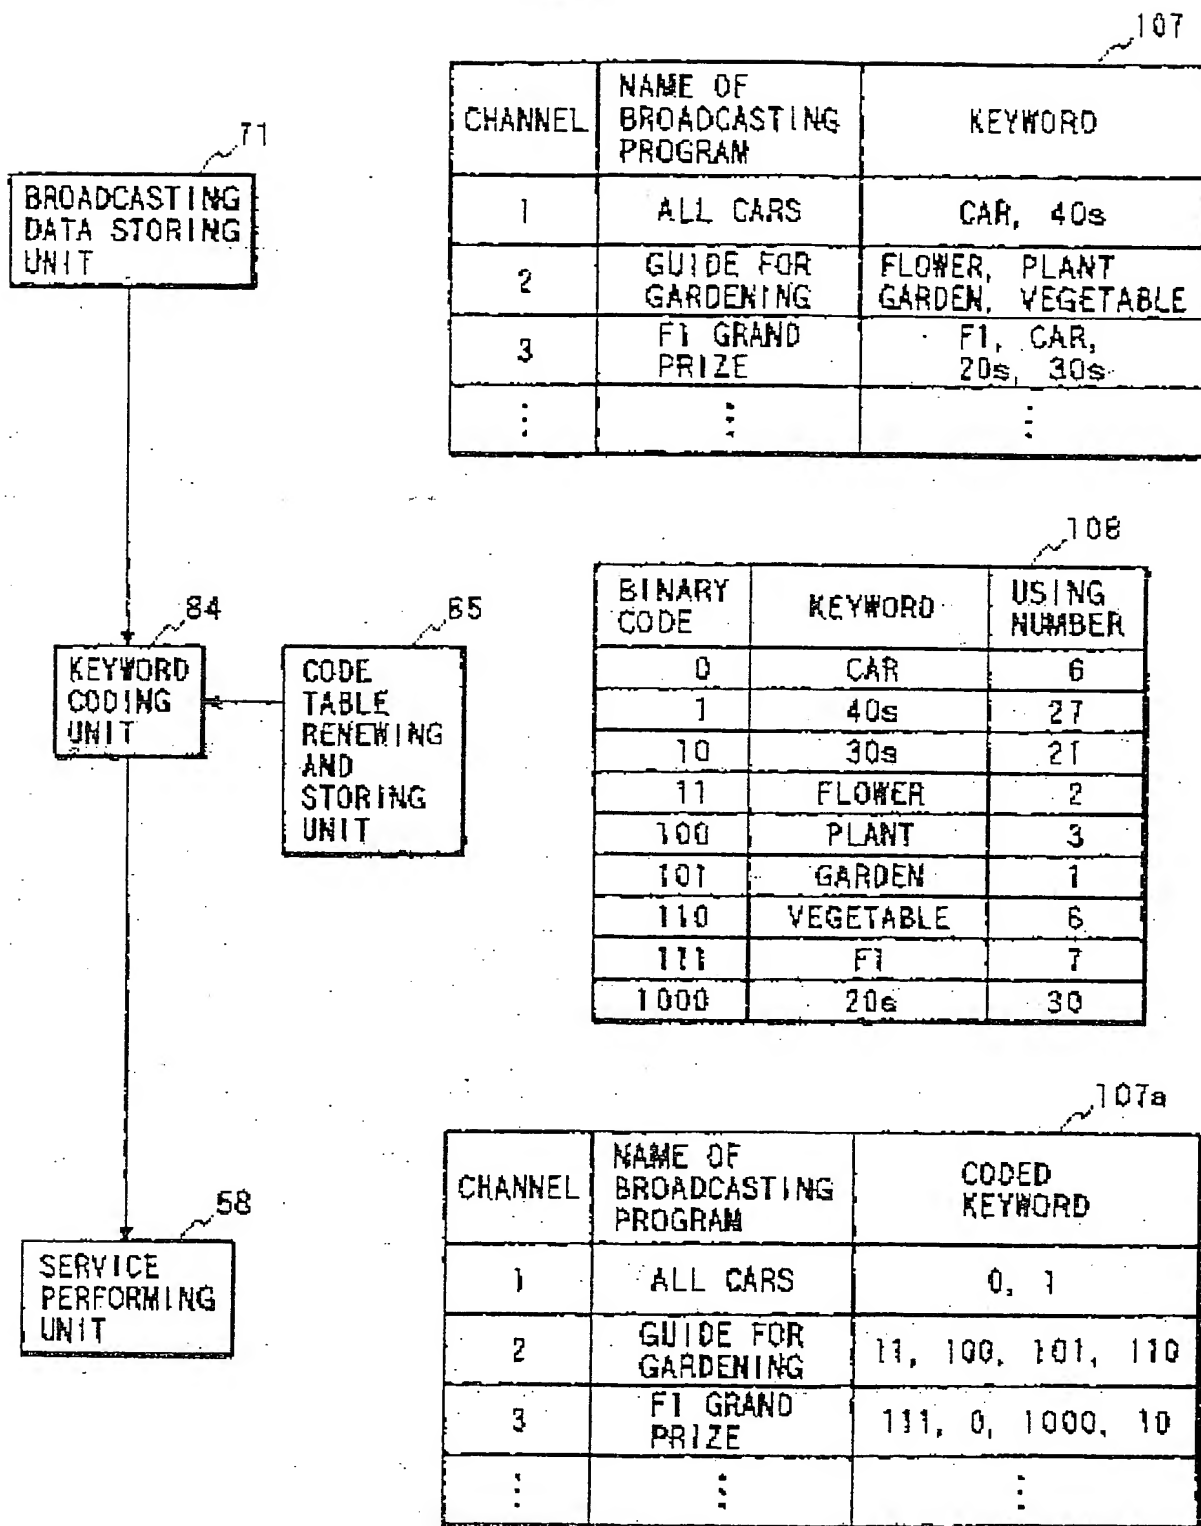 107
CHANNEL
NAME OF
BROADCASTING
PROGRAM
KEYWORD
1
ALL CARS
CAR, 40s
2
GUIDE FOR
GARDENING
FLOWER, PLANT
GARDEN, VEGETABLE
3
F1 GRAND
PRIZE
F1, CAR,
20s, 30s
71
BROADCASTING
DATA STORING
UNIT
84
KEYWORD
CODING
UNIT
85
CODE
TABLE
RENEWING
AND
STORING
UNIT
108
BINARY
CODE
KEYWORD
USING
NUMBER
0
CAR
6
1
40s
27
10
30s
21
11
FLOWER
2
100
PLANT
3
101
GARDEN
1
110
VEGETABLE
6
111
F1
7
1000
20s
30
58
SERVICE
PERFORMING
UNIT
107a
CHANNEL
NAME OF
BROADCASTING
PROGRAM
CODED
KEYWORD
1
ALL CARS
0, 1
2
GUIDE FOR
GARDENING
11, 100, 101, 110
3
F1 GRAND
PRIZE
111, 0, 1000, 10